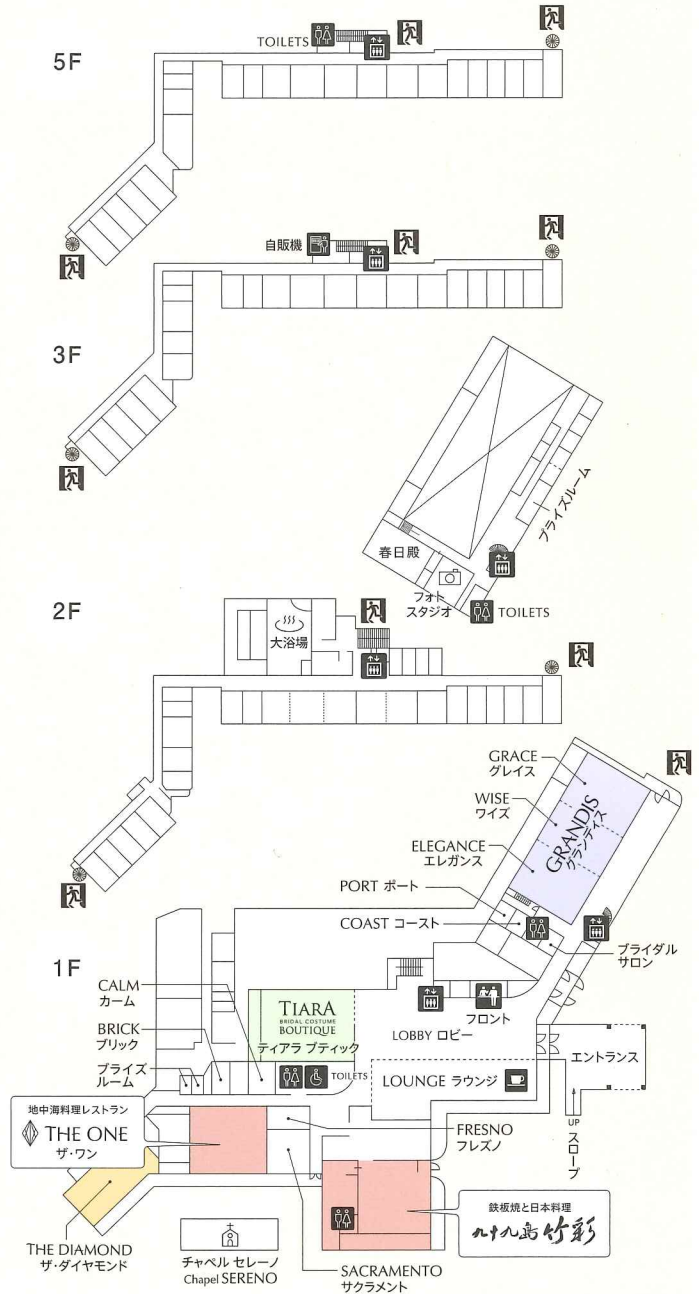 TOILETS
5F
自販機
3F
ブライズルーム
春日殿
フォト
スタジオ
TOILETS
2F
大浴場
GRACE
グレイス
WISE
ワイズ
GRANDIS
グランディス
ELEGANCE
エレガンス
PORT ポート
COAST コースト
ブライダル
サロン
1F
CALM
カーム
TIARA
BRIDAL COSTUME
BOUTIQUE
ティアラ ブティック
フロント
LOBBY ロビー
BRICK
ブリック
エントランス
ブライズ
ルーム
TOILETS
LOUNGE ラウンジ
UP
スロープ
地中海料理レストラン
THE ONE
ザ・ワン
FRESNO
フレズノ
鉄板焼と日本料理
九十九島 竹彩
THE DIAMOND
ザ・ダイヤモンド
チャペル セレーノ
Chapel SERENO
SACRAMENTO
サクラメント